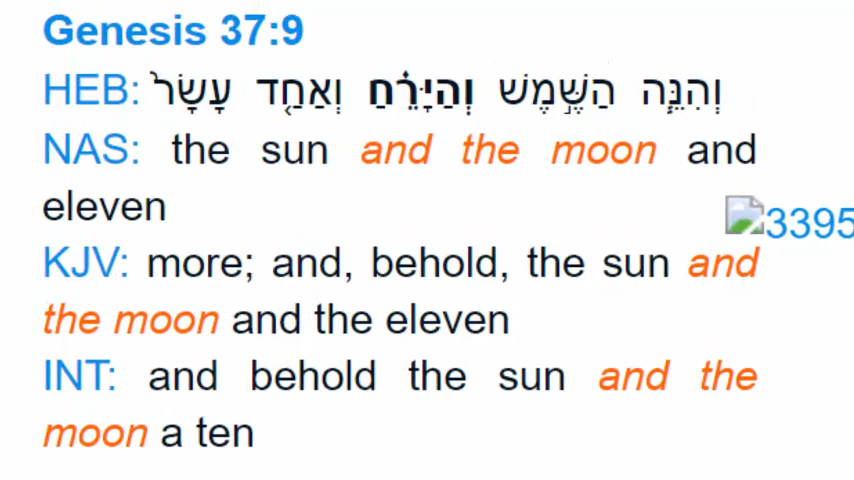 Genesis 37:9
HEB: וְהִנֵּ֧ה הַשֶּׁ֣מֶשׁ וְהַיָּרֵ֗חַ וְאַחַ֤ד עָשָׂר֙
NAS: the sun and the moon and
eleven
3395
KJV: more; and, behold, the sun and
the moon and the eleven
INT: and behold the sun and the
moon a ten